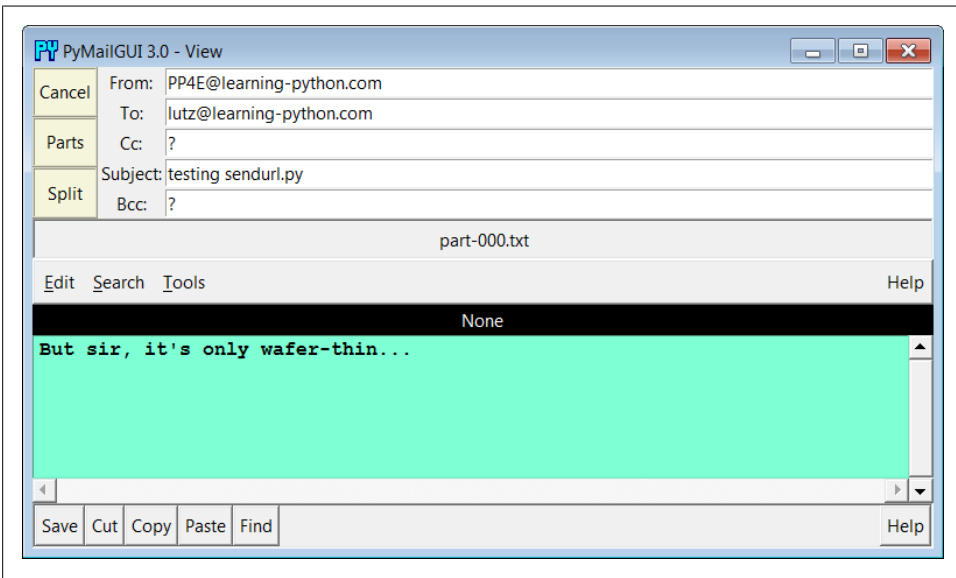 PyMailGUI 3.0 - View
Cancel
From: PP4E@learning-python.com
To: lutz@learning-python.com
Parts
Cc: ?
Subject: testing sendurl.py
Split
Bcc: ?
part-000.txt
Edit Search Tools Help
None
But sir, it's only wafer-thin...
Save Cut Copy Paste Find Help